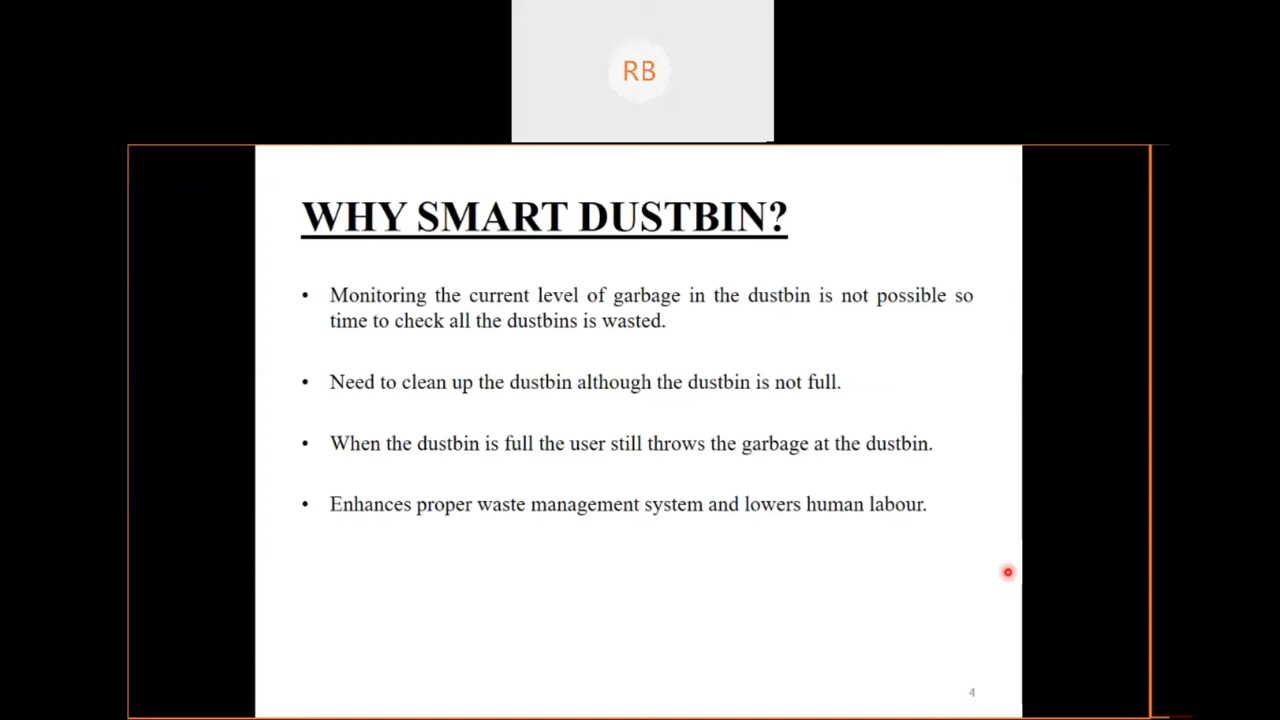 RB
WHY SMART DUSTBIN?
• Monitoring the current level of garbage in the dustbin is not possible so
time to check all the dustbins is wasted.
• Need to clean up the dustbin although the dustbin is not full.
• When the dustbin is full the user still throws the garbage at the dustbin.
• Enhances proper waste management system and lowers human labour.
4